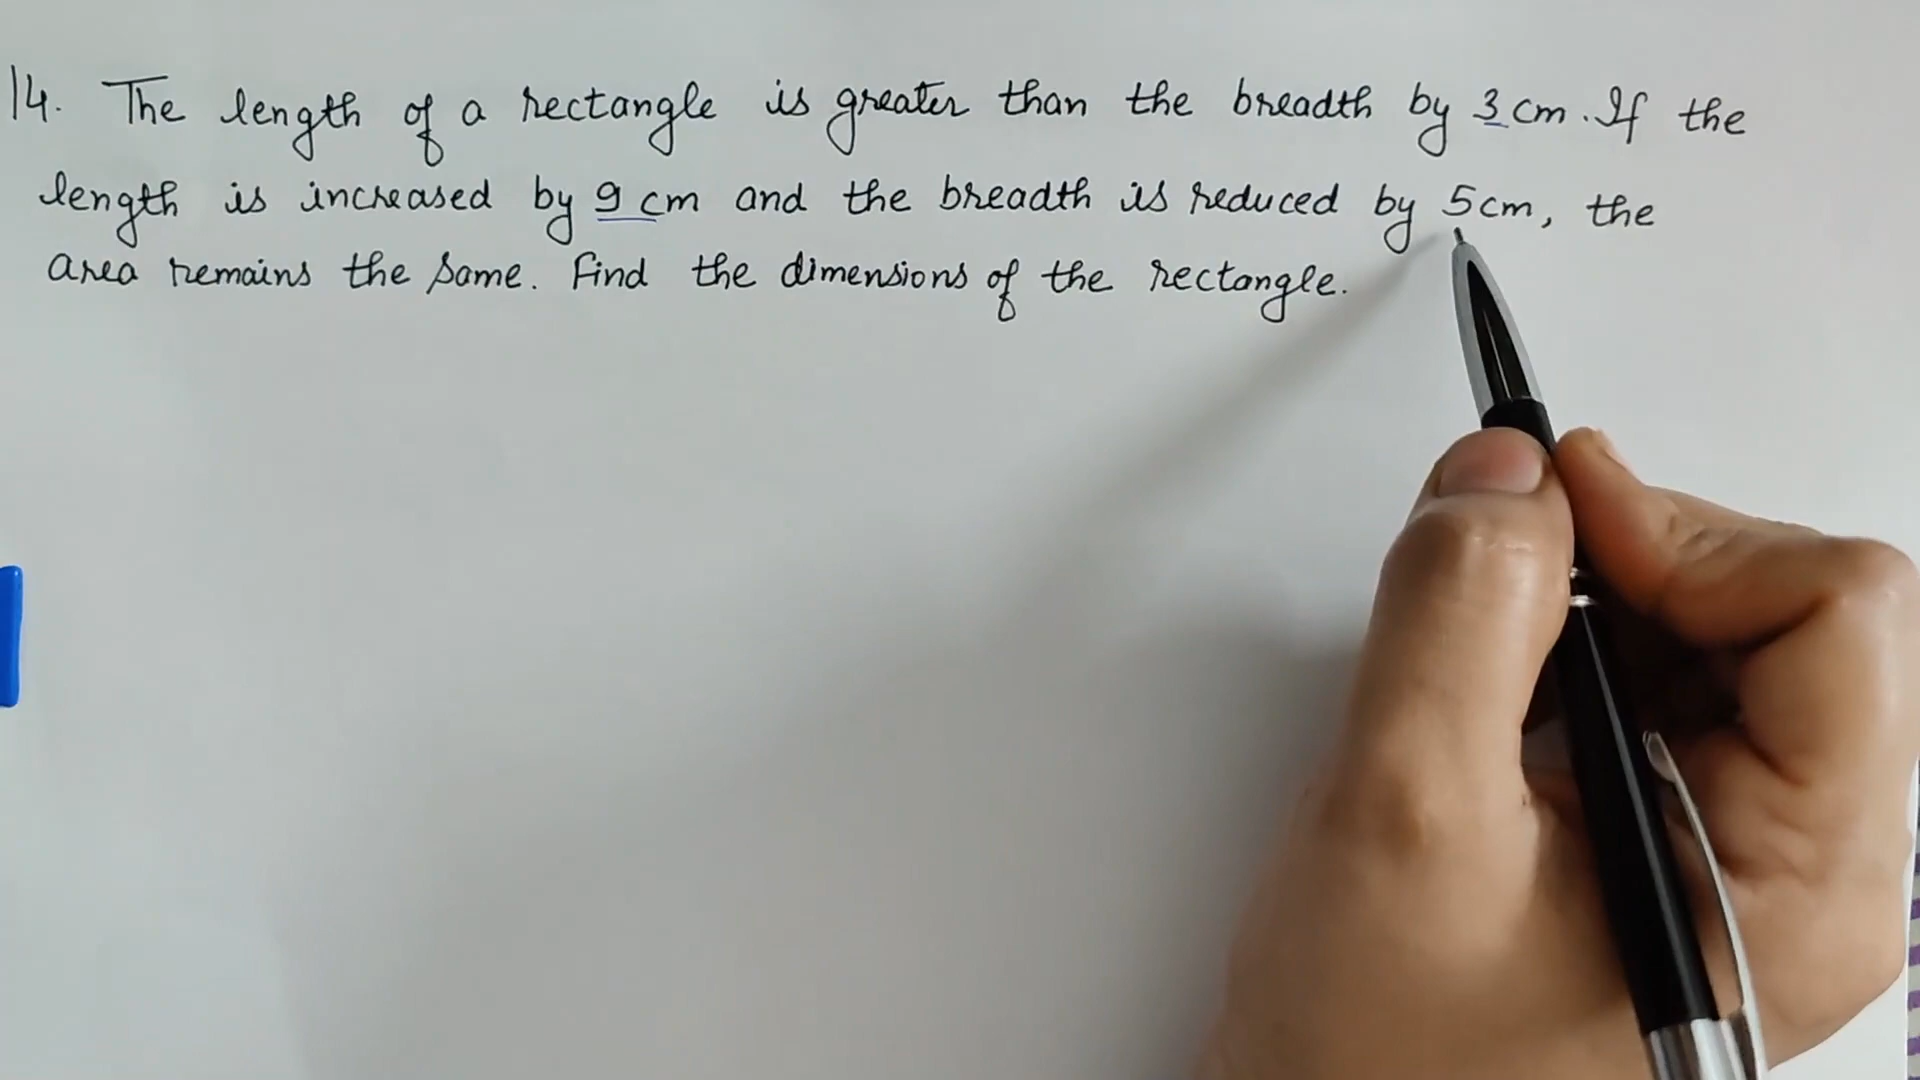 14. The length of a rectangle is greater than the breadth by 3 cm. If the
length is increased by 9 cm and the breadth is reduced by 5cm, the
area remains the same. Find the dimensions of the rectangle.